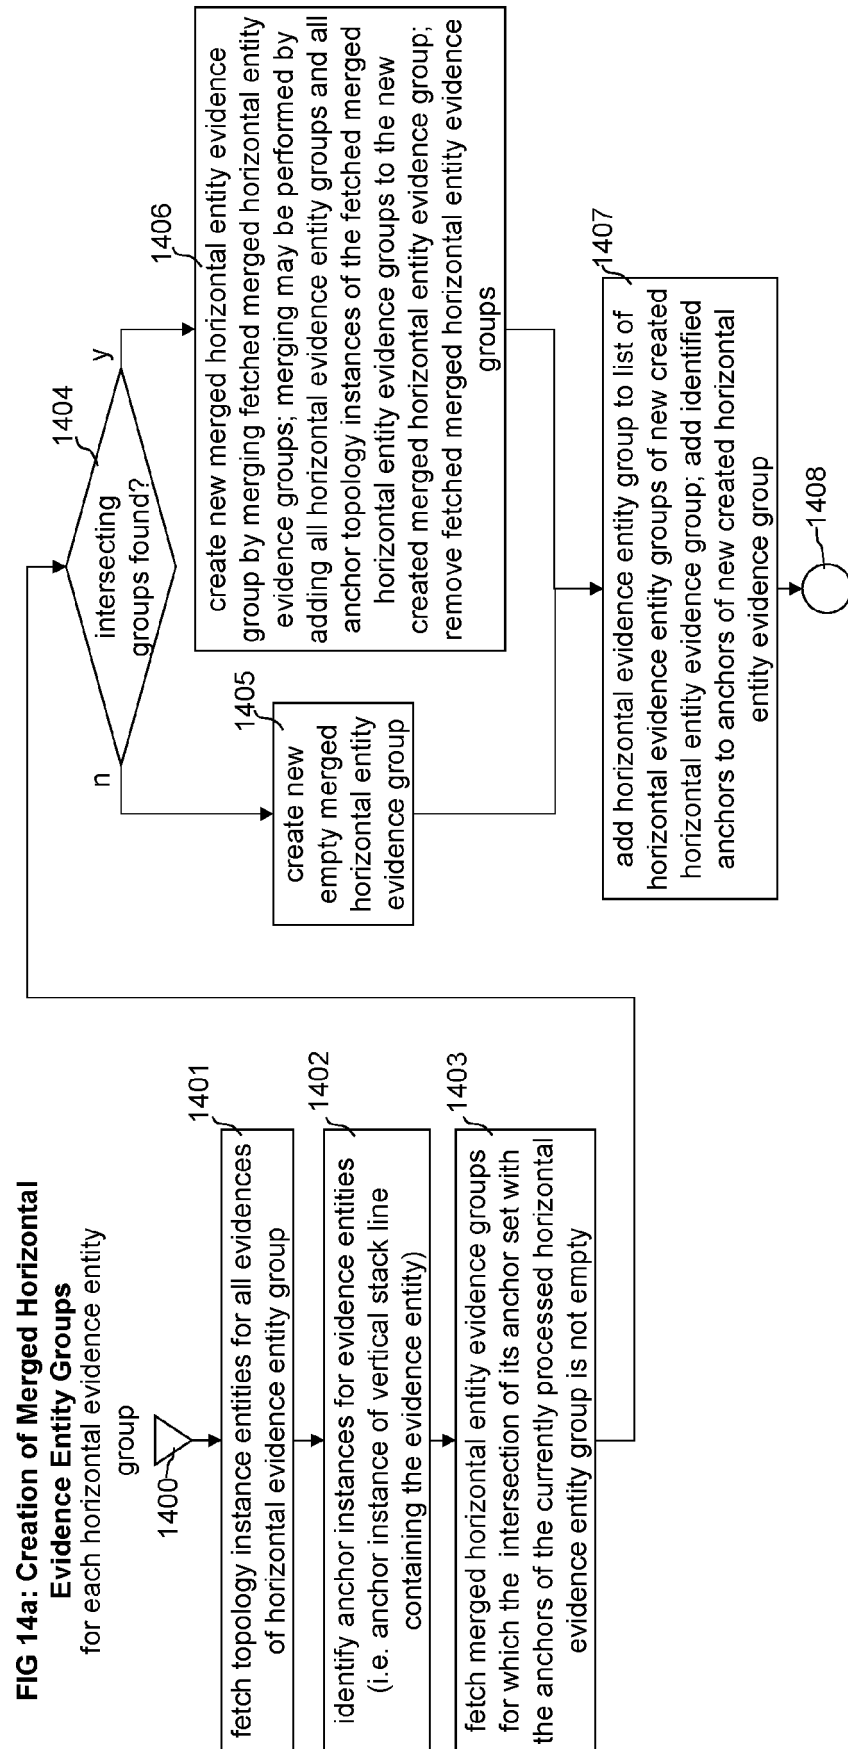 FIG 14a: Creation of Merged Horizontal
Evidence Entity Groups
for each horizontal evidence entity
group
1400
1401
fetch topology instance entities for all evidences
of horizontal evidence entity group
1402
identify anchor instances for evidence entities
(i.e. anchor instance of vertical stack line
containing the evidence entity)
1403
fetch merged horizontal entity evidence groups
for which the intersection of its anchor set with
the anchors of the currently processed horizontal
evidence entity group is not empty
1404
intersecting
groups found?
n
y
1405
create new
empty merged
horizontal entity
evidence group
1406
create new merged horizontal entity evidence
group by merging fetched merged horizontal entity
evidence groups; merging may be performed by
adding all horizontal evidence entity groups and all
anchor topology instances of the fetched merged
horizontal entity evidence groups to the new
created merged horizontal entity evidence group;
remove fetched merged horizontal entity evidence
groups
1407
add horizontal evidence entity group to list of
horizontal evidence entity groups of new created
horizontal entity evidence group; add identified
anchors to anchors of new created horizontal
entity evidence group
1408